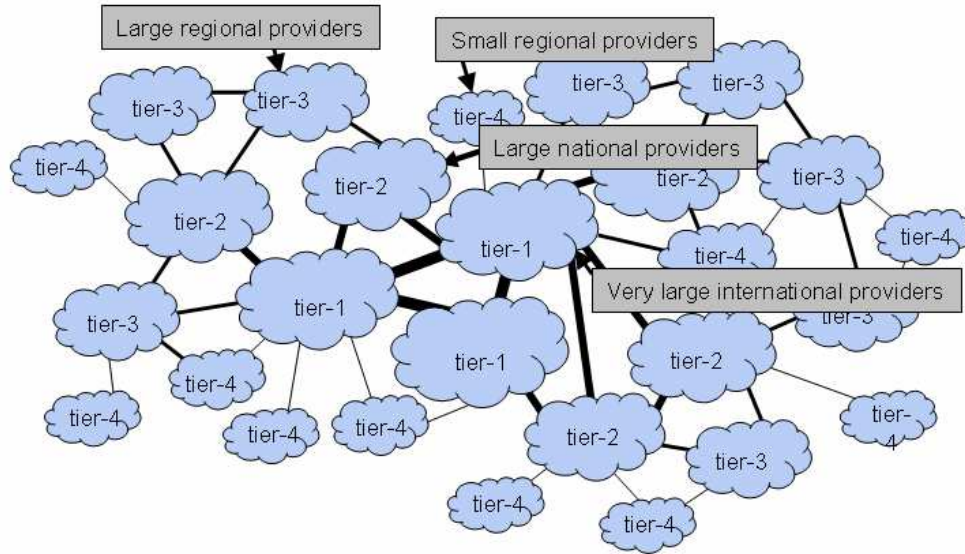 Large regional providers
Small regional providers
tier-3
tier-3
tier-3
tier-3
tier-4
Large national providers
tier-4
tier-2
tier-2
tier-3
tier-2
tier-1
tier-4
tier-4
Very large international providers
tier-1
tier-3
tier-3
tier-1
tier-2
tier-4
tier-4
tier-4
tier-4
tier-2
tier-
4
tier-3
tier-4
tier-4